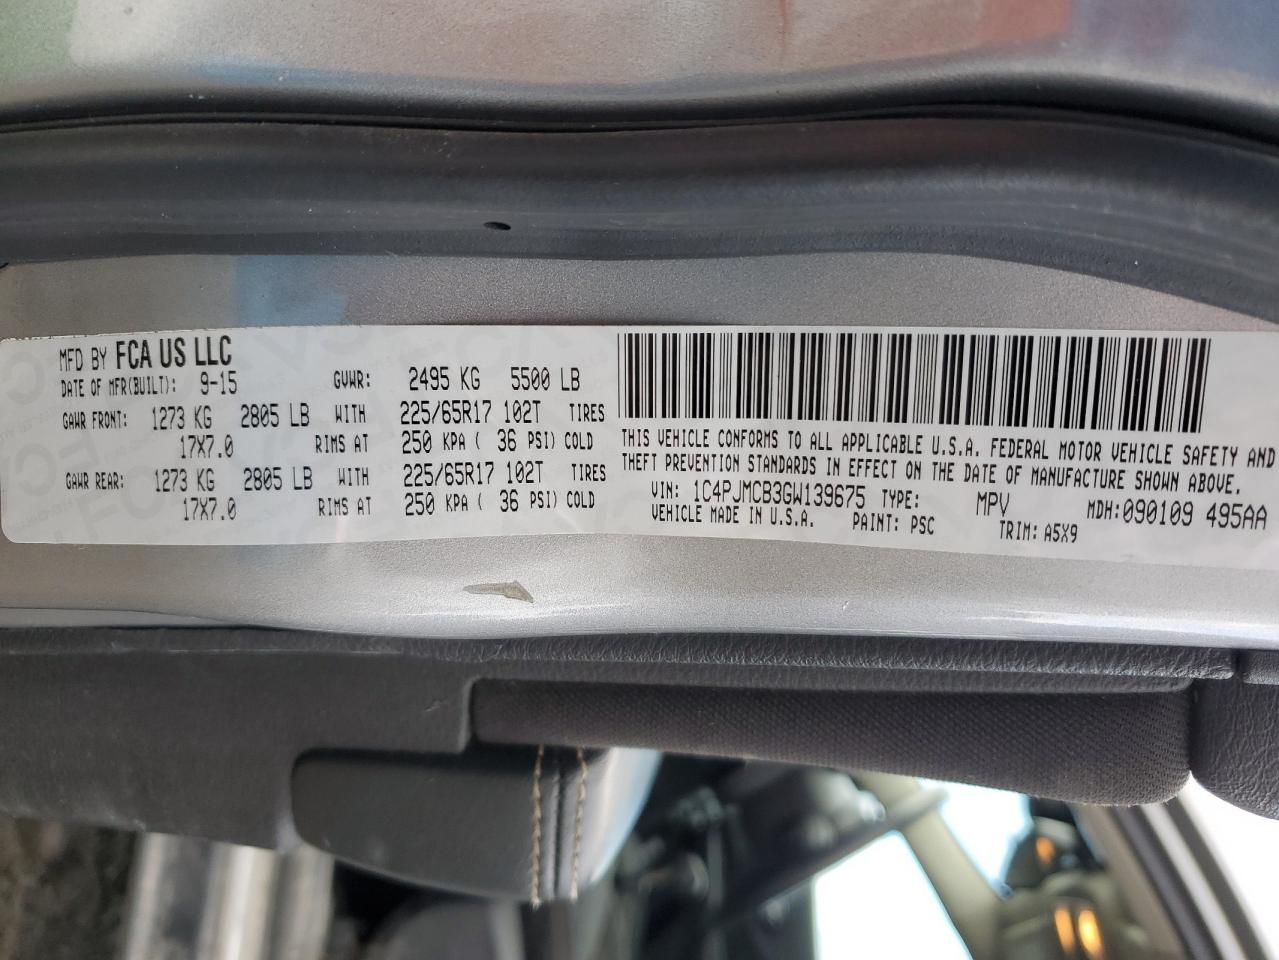 MFD BY FCA US LLC
DATE OF MFR(BUILT): 9-15 GVWR: 2495 KG 5500 LB
GAWR FRONT: 1273 KG 2805 LB WITH 225/65R17 102T TIRES
17X7.0 RIMS AT 250 KPA ( 36 PSI) COLD
GAWR REAR: 1273 KG 2805 LB WITH 225/65R17 102T TIRES
17X7.0 RIMS AT 250 KPA ( 36 PSI) COLD
THIS VEHICLE CONFORMS TO ALL APPLICABLE U.S.A. FEDERAL MOTOR VEHICLE SAFETY AND
THEFT PREVENTION STANDARDS IN EFFECT ON THE DATE OF MANUFACTURE SHOWN ABOVE.
VIN: 1C4PJMCB3GW139675 TYPE: MPV MDH:090109 495AA
VEHICLE MADE IN U.S.A. PAINT: PSC TRIM: A5X9